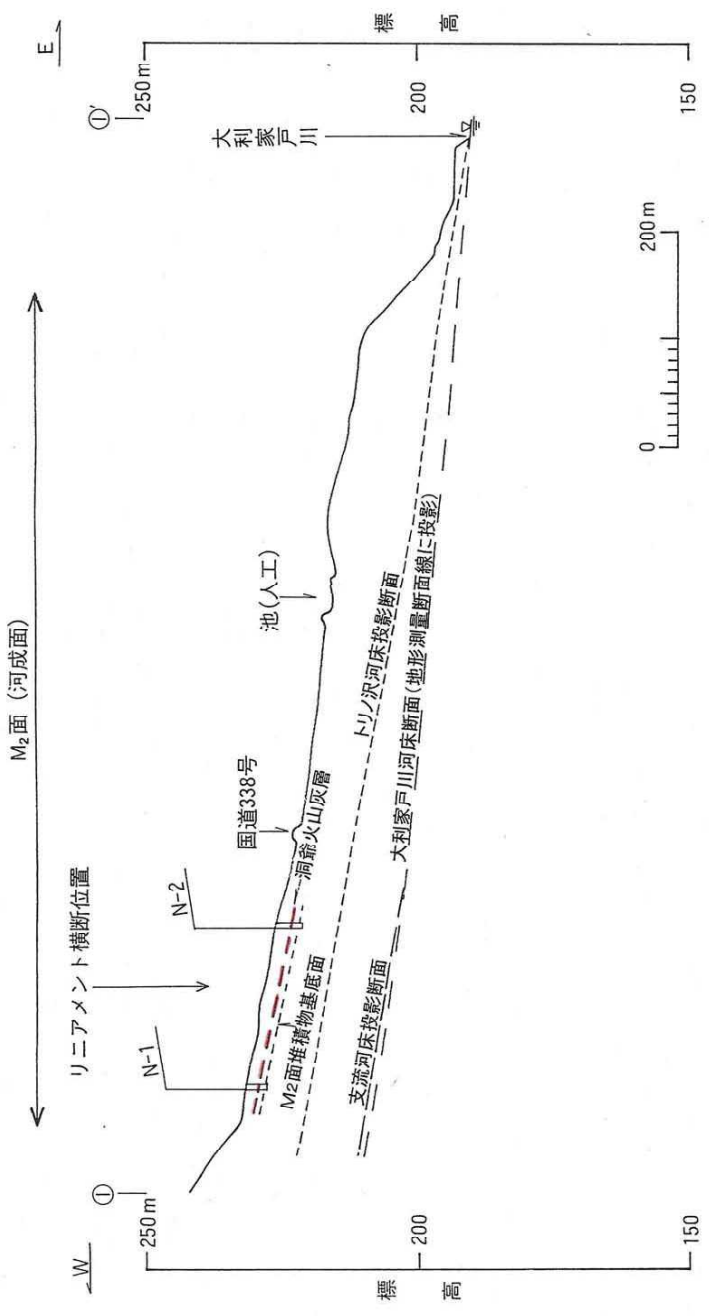 M₂面（河成面）
W
E
①
①′
リニアメント横断位置
N-1
N-2
国道338号
池(人工)
大利家戸川
洞爺火山灰層
M₂面堆積物基底面
トリノ沢河床投影断面
支流河床投影断面
大利家戸川河床断面(地形測量断面線に投影)
250m
200
150
標高
250m
200
150
標高
0
200m